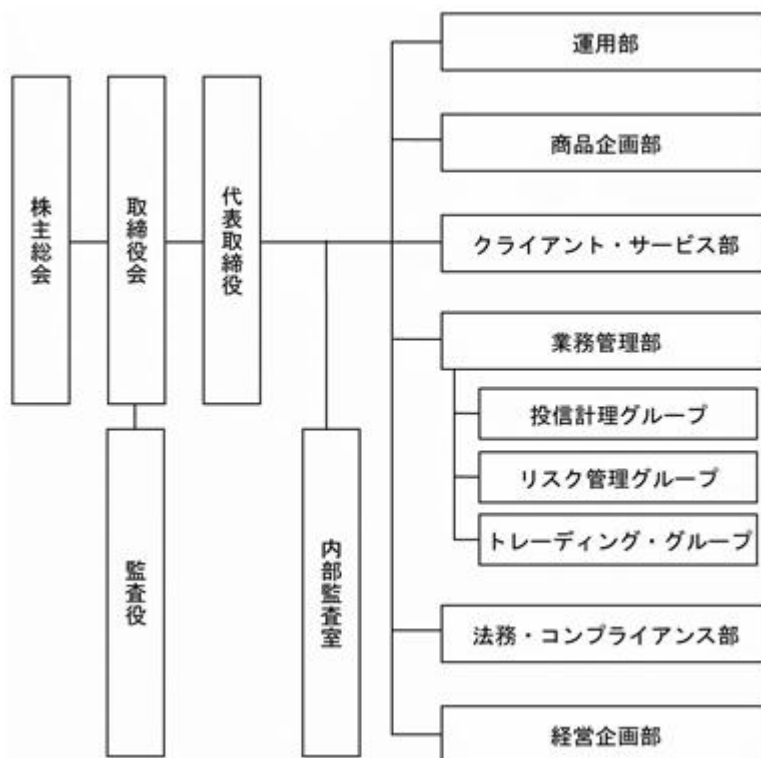 株主総会
取締役会
代表取締役
監査役
内部監査室
運用部
商品企画部
クライアント・サービス部
業務管理部
投信計理グループ
リスク管理グループ
トレーディング・グループ
法務・コンプライアンス部
経営企画部